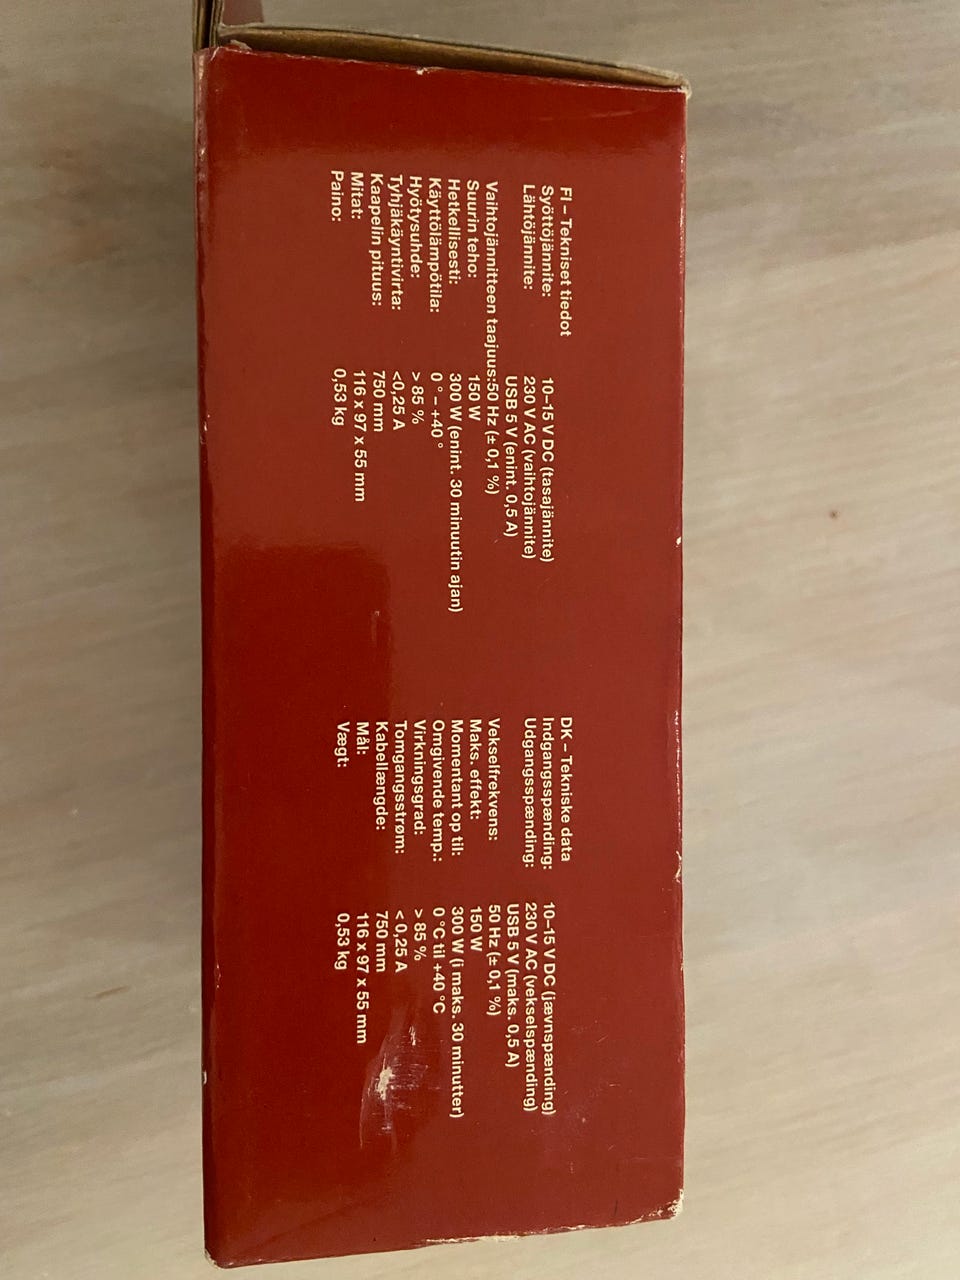 FI – Tekniset tiedot
Syöttöjännite: 10–15 V DC (tasajännite)
Lähtöjännite: 230 V AC (vaihtojännite)
USB 5 V (enint. 0,5 A)
Vaihtojännitteen taajuus:50 Hz (± 0,1 %)
Suurin teho: 150 W
Hetkellisesti: 300 W (enint. 30 minuutin ajan)
Käyttölämpötila: 0 ° – +40 °
Hyötysuhde: > 85 %
Tyhjäkäyntivirta: <0,25 A
Kaapelin pituus: 750 mm
Mitat: 116 x 97 x 55 mm
Paino: 0,53 kg
DK – Tekniske data
Indgangsspænding: 10–15 V DC (jævnspænding)
Udgangsspænding: 230 V AC (vekselspænding)
USB 5 V (maks. 0,5 A)
Vekselfrekvens: 50 Hz (± 0,1 %)
Maks. effekt: 150 W
Momentant op til: 300 W (i maks. 30 minutter)
Omgivende temp.: 0 °C til +40 °C
Virkningsgrad: > 85 %
Tomgangsstrøm: < 0,25 A
Kabellængde: 750 mm
Mål: 116 x 97 x 55 mm
Vægt: 0,53 kg